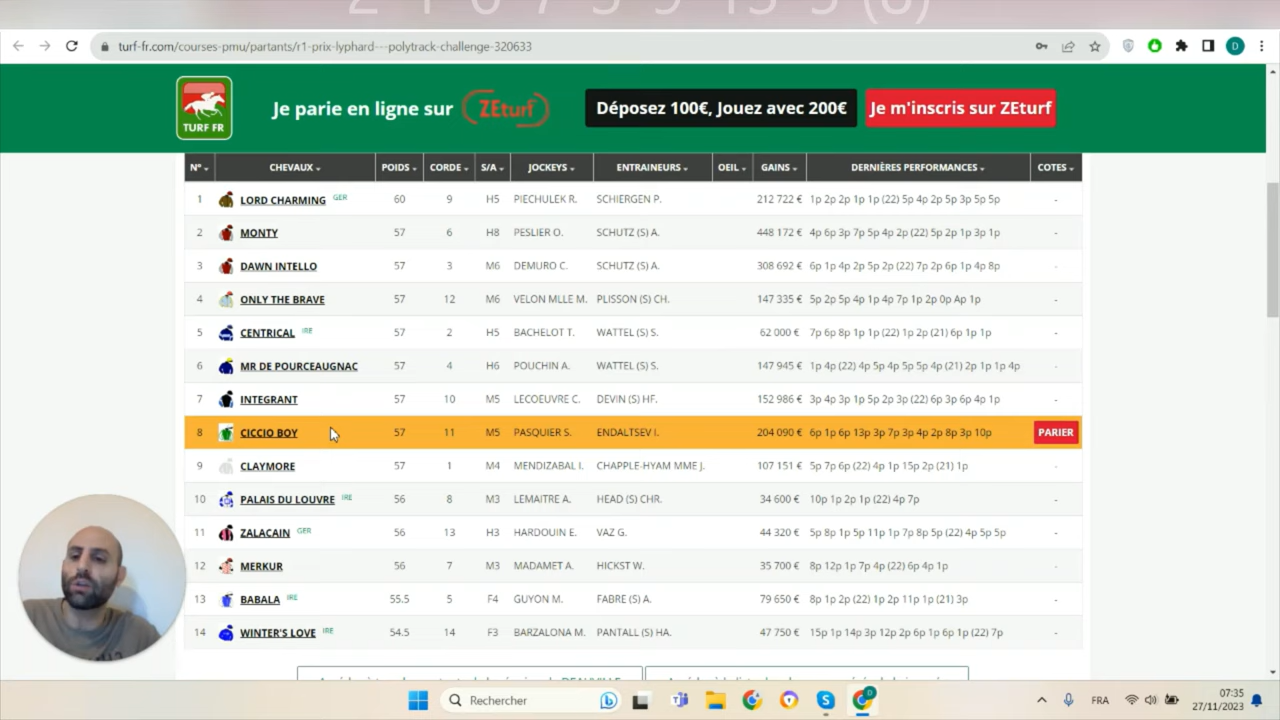 2 1 6 7 3 9 13 5 (8)
turf-fr.com/courses-pmu/partants/r1-prix-lyphard---polytrack-challenge-320633
D
TURF FR
Je parie en ligne sur ZEturf
Déposez 100€, Jouez avec 200€
Je m'inscris sur ZEturf
N° CHEVAUX POIDS CORDE S/A JOCKEYS ENTRAINEURS OEIL GAINS DERNIÈRES PERFORMANCES COTES
1 LORD CHARMING GER 60 9 H5 PIECHULEK R. SCHIERGEN P. 212 722 € 1p 2p 2p 1p 1p (22) 5p 4p 2p 5p 3p 5p 5p -
2 MONTY 57 6 H8 PESLIER O. SCHUTZ (S) A. 448 172 € 4p 6p 3p 7p 5p 4p 2p (22) 5p 2p 1p 3p 1p -
3 DAWN INTELLO 57 3 M6 DEMURO C. SCHUTZ (S) A. 308 692 € 6p 1p 4p 2p 5p 2p (22) 7p 2p 6p 1p 4p 8p -
4 ONLY THE BRAVE 57 12 M6 VELON MLLE M. PLISSON (S) CH. 147 335 € 5p 2p 5p 4p 1p 4p 7p 1p 2p 0p Ap 1p -
5 CENTRICAL IRE 57 2 H5 BACHELOT T. WATTEL (S) S. 62 000 € 7p 6p 8p 1p 1p (22) 1p 2p (21) 6p 1p 1p -
6 MR DE POURCEAUGNAC 57 4 H6 POUCHIN A. WATTEL (S) S. 147 945 € 1p 4p (22) 4p 5p 4p 5p 5p 4p (21) 2p 1p 1p 4p -
7 INTEGRANT 57 10 M5 LECOEUVRE C. DEVIN (S) HF. 152 986 € 3p 4p 3p 1p 5p 2p 3p (22) 6p 3p 6p 4p 1p -
8 CICCIO BOY 57 11 M5 PASQUIER S. ENDALTSEV I. 204 090 € 6p 1p 6p 13p 3p 7p 3p 4p 2p 8p 3p 10p PARIER
9 CLAYMORE 57 1 M4 MENDIZABAL I. CHAPPLE-HYAM MME J. 107 151 € 5p 7p 6p (22) 4p 1p 15p 2p (21) 1p -
10 PALAIS DU LOUVRE IRE 56 8 M3 LEMAITRE A. HEAD (S) CHR. 34 600 € 10p 1p 2p 1p (22) 4p 7p -
11 ZALACAIN GER 56 13 H3 HARDOUIN E. VAZ G. 44 320 € 5p 8p 1p 5p 11p 1p 7p 8p 5p (22) 4p 5p 5p -
12 MERKUR 56 7 M3 MADAMET A. HICKST W. 35 700 € 8p 12p 1p 7p 4p (22) 6p 4p 1p -
13 BABALA IRE 55.5 5 F4 GUYON M. FABRE (S) A. 79 650 € 8p 1p 2p (22) 1p 2p 11p 1p (21) 3p -
14 WINTER'S LOVE IRE 54.5 14 F3 BARZALONA M. PANTALL (S) HA. 47 750 € 15p 1p 14p 3p 12p 2p 6p 1p 6p 1p (22) 7p -
Rechercher
FRA
07:35
27/11/2023